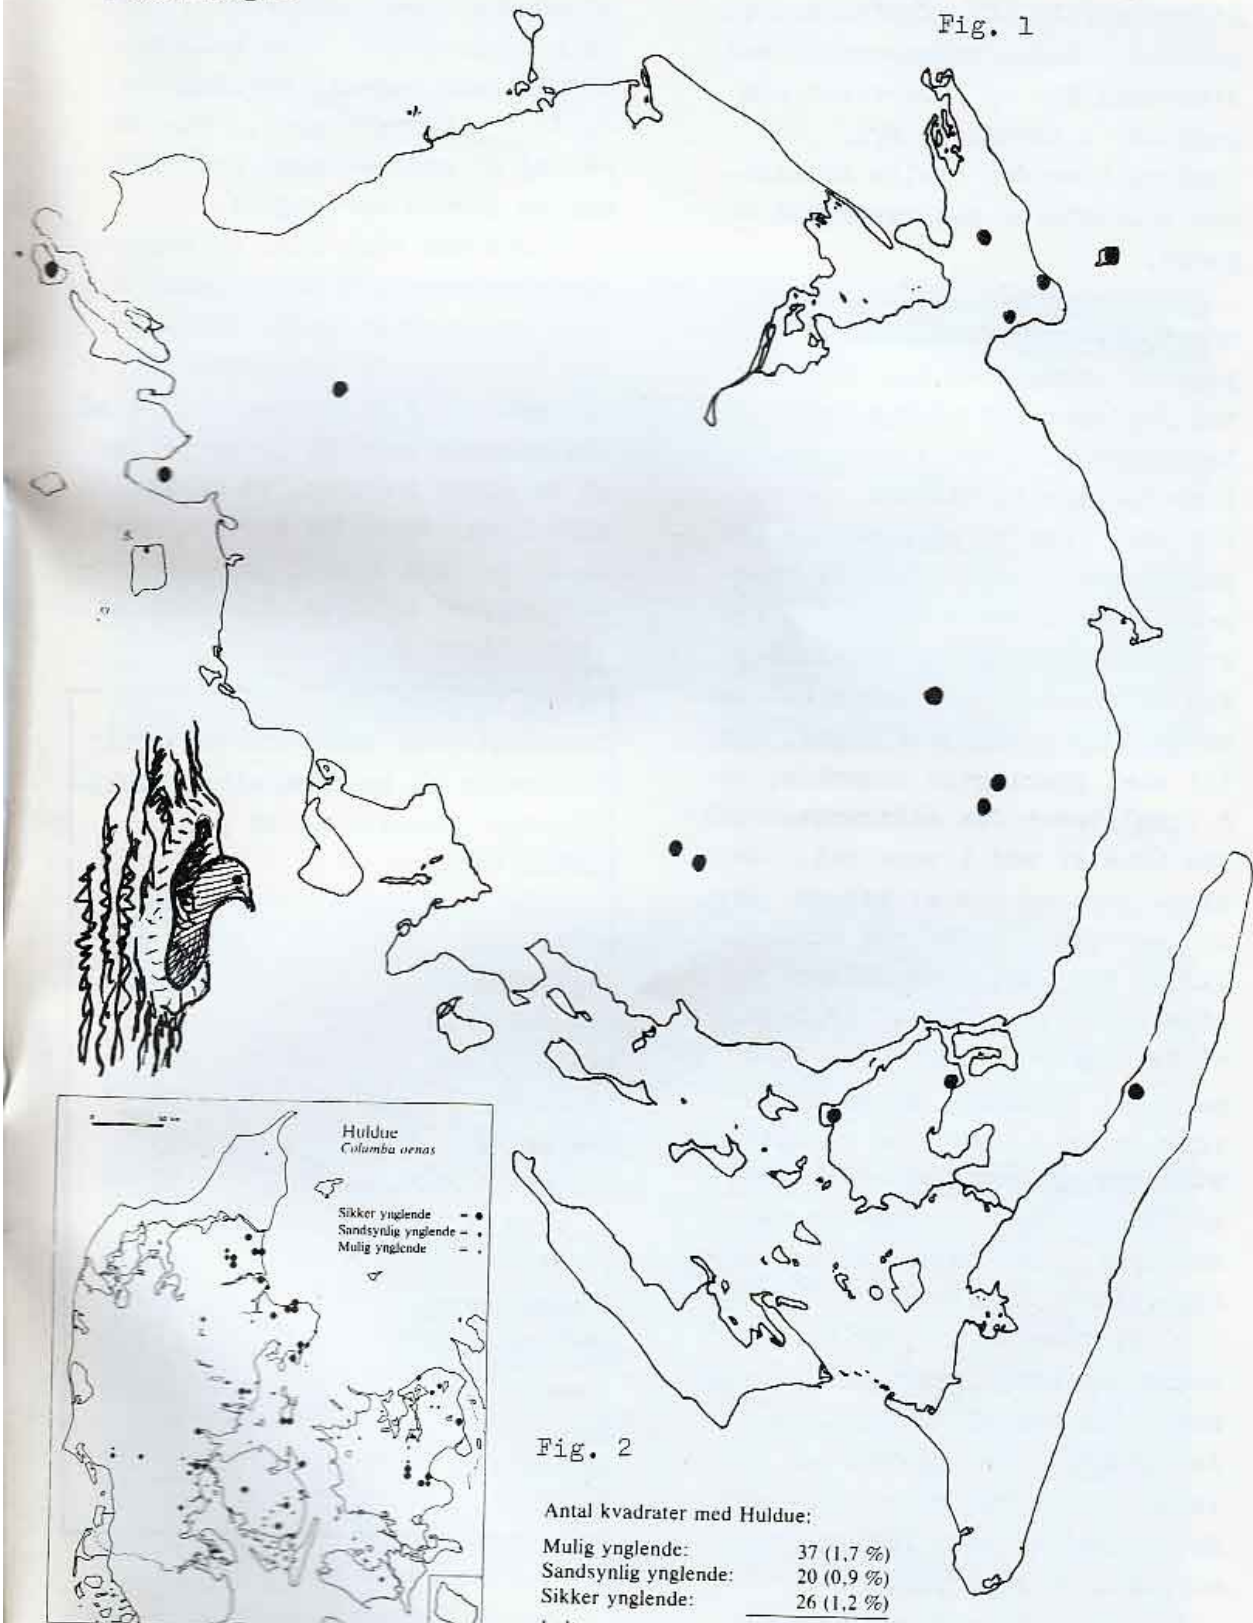 Fig. 1
Huldue
Columba oenas
Sikker ynglende - ●
Sandsynlig ynglende - •
Mulig ynglende - ·
Fig. 2
Antal kvadrater med Huldue:
Mulig ynglende: 37 (1,7 %)
Sandsynlig ynglende: 20 (0,9 %)
Sikker ynglende: 26 (1,2 %)